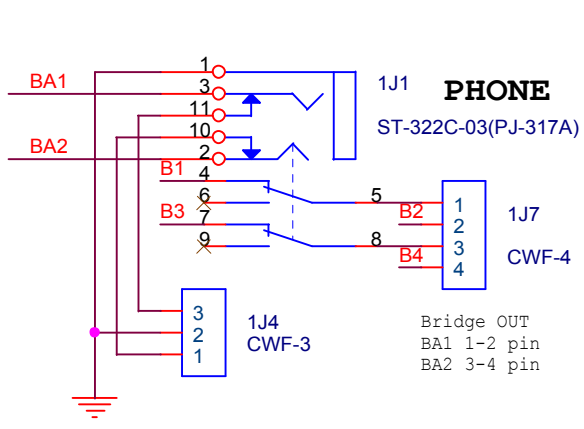 1
BA1
3
1J1
PHONE
11
ST-322C-03(PJ-317A)
10
BA2
2
B1
4
6
5
1
B2
2
1J7
B3
7
9
8
3
B4
4
CWF-4
3
2
1
1J4
CWF-3
Bridge OUT
BA1 1-2 pin
BA2 3-4 pin